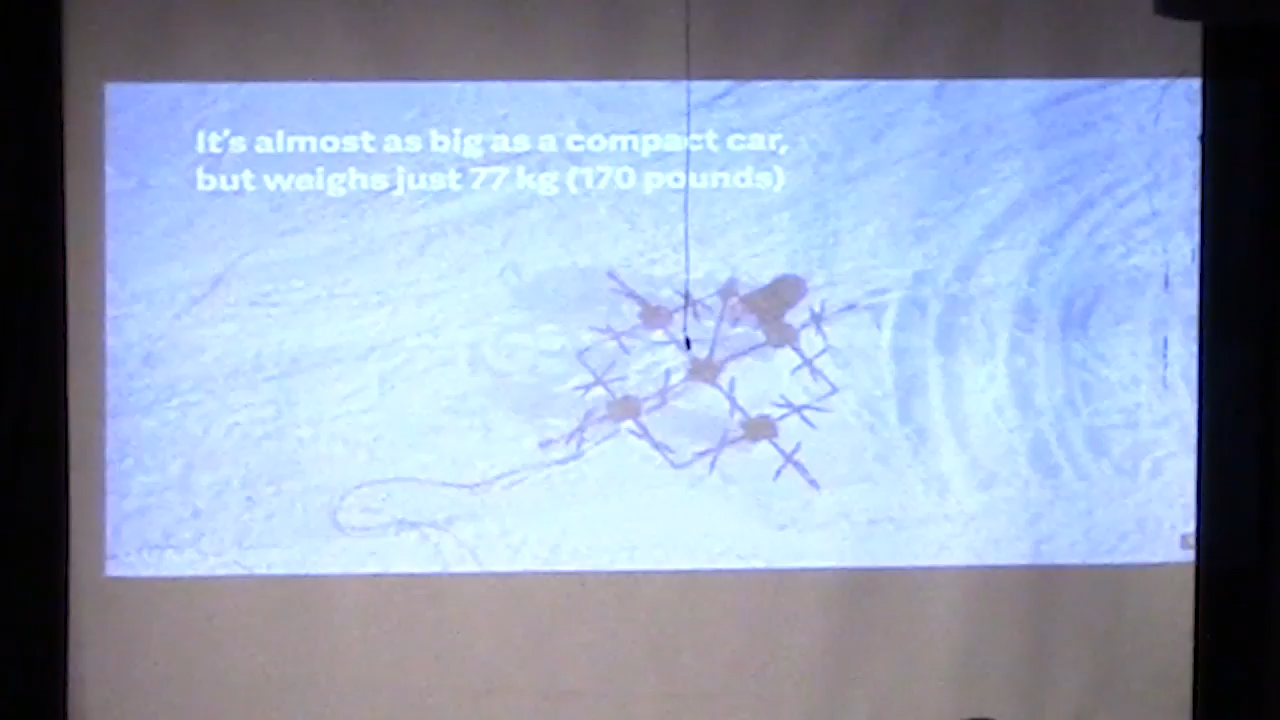 It's almost as big as a compact car,
but weighs just 77 kg (170 pounds)